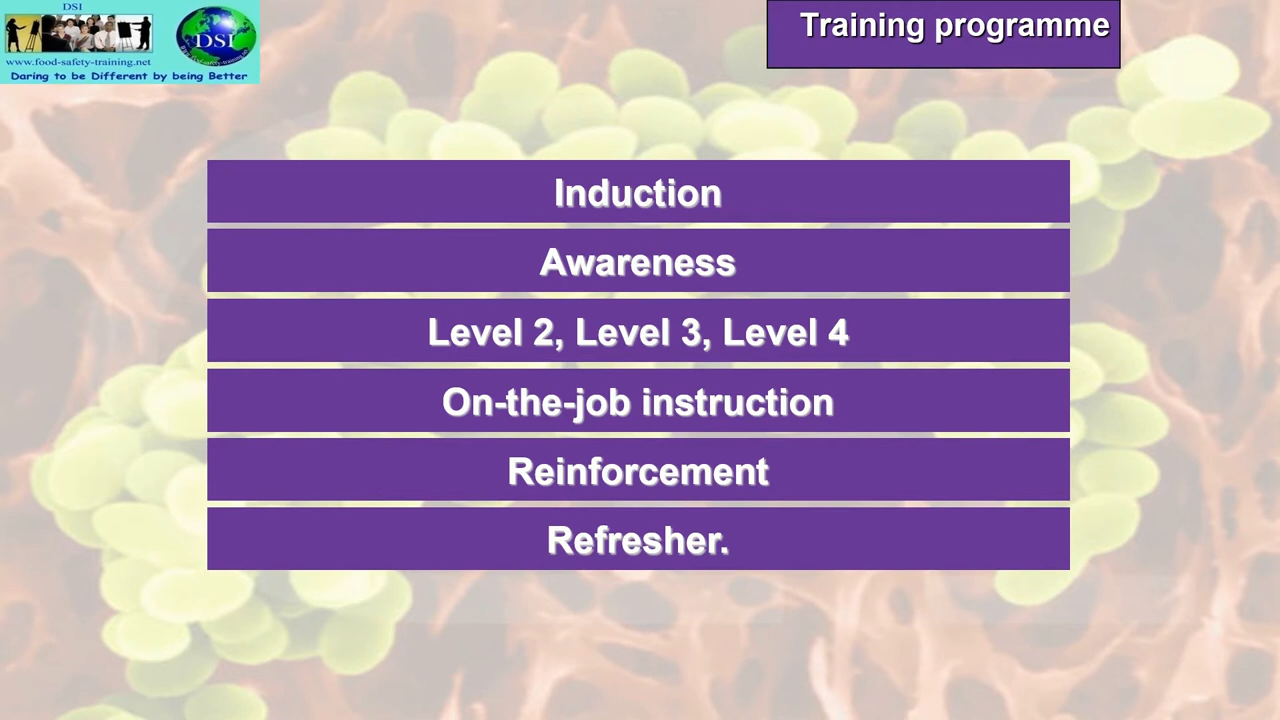 DSI
DSI
www.food-safety-training.net
Daring to be Different by being Better
Training programme
Induction
Awareness
Level 2, Level 3, Level 4
On-the-job instruction
Reinforcement
Refresher.